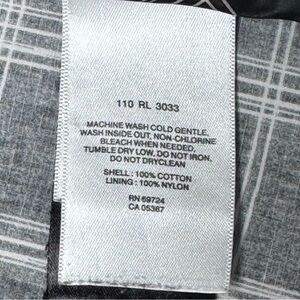 110 RL 3033
MACHINE WASH COLD GENTLE,
WASH INSIDE OUT, NON-CHLORINE
BLEACH WHEN NEEDED,
TUMBLE DRY LOW, DO NOT IRON,
DO NOT DRYCLEAN
SHELL : 100% COTTON
LINING : 100% NYLON
RN 69724
CA 05367